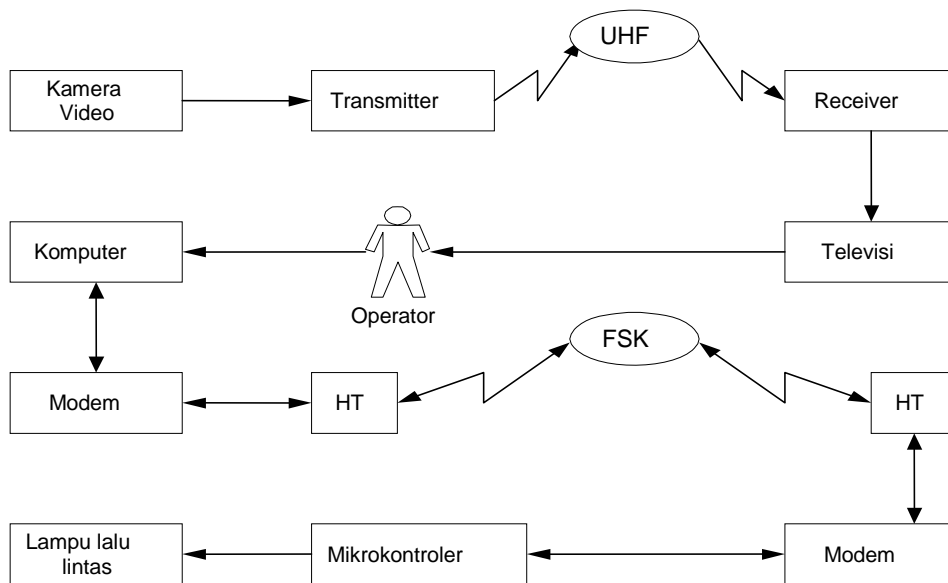 UHF
Kamera
Video
Transmitter
Receiver
Komputer
Televisi
Operator
FSK
Modem
HT
HT
Lampu lalu
lintas
Mikrokontroler
Modem